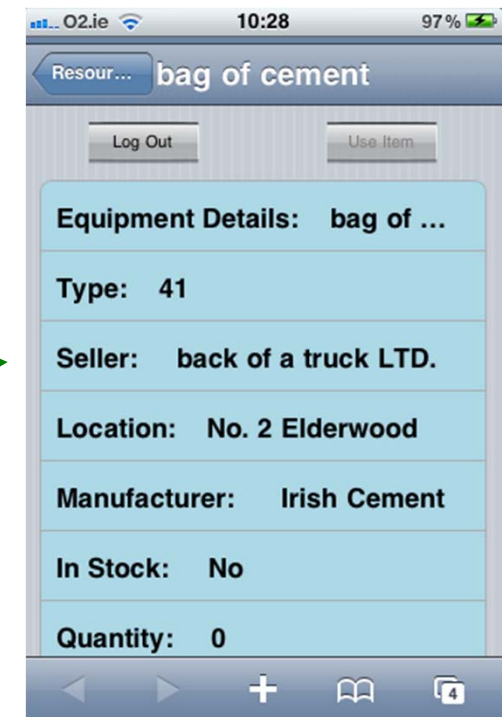 O2.ie 10:28 97%
Resour... bag of cement
Log Out Use Item
Equipment Details: bag of ...
Type: 41
Seller: back of a truck LTD.
Location: No. 2 Elderwood
Manufacturer: Irish Cement
In Stock: No
Quantity: 0
4